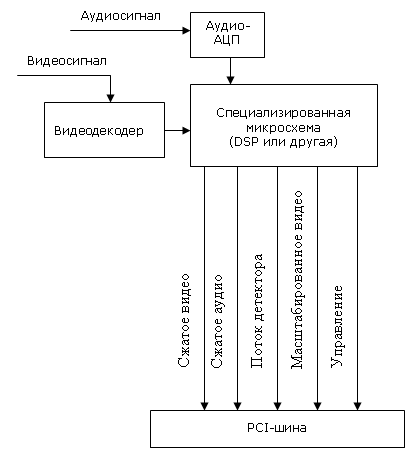 Аудиосигнал
Аудио-
АЦП
Видеосигнал
Видеодекодер
Специализированная
микросхема
(DSP или другая)
Сжатое видео
Сжатое аудио
Поток детектора
Масштабированное видео
Управление
PCI-шина